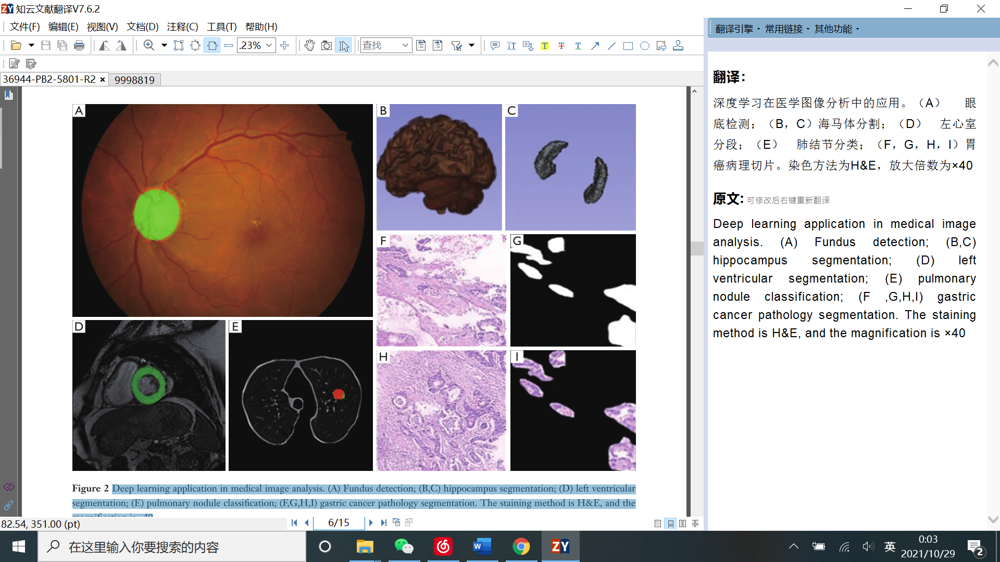 知云文献翻译V7.6.2
文件(F) 编辑(E) 视图(V) 文档(D) 注释(C) 工具(T) 帮助(H)
.23%
查找
36944-PB2-5801-R2
9998819
A
B
C
D
E
F
G
H
I
Figure 2 Deep learning application in medical image analysis. (A) Fundus detection; (B,C) hippocampus segmentation; (D) left ventricular
segmentation; (E) pulmonary nodule classification; (F,G,H,I) gastric cancer pathology segmentation. The staining method is H&E, and the
magnification is ×40
82.54, 351.00 (pt)
6/15
翻译引擎 常用链接 其他功能
翻译：
深度学习在医学图像分析中的应用。（A） 眼
底检测；（B，C）海马体分割；（D） 左心室
分段；（E） 肺结节分类；（F，G，H，I）胃
癌病理切片。染色方法为H&E，放大倍数为×40
原文: 可修改后右键重新翻译
Deep learning application in medical image
analysis. (A) Fundus detection; (B,C)
hippocampus segmentation; (D) left
ventricular segmentation; (E) pulmonary
nodule classification; (F ,G,H,I) gastric
cancer pathology segmentation. The staining
method is H&E, and the magnification is ×40
在这里输入你要搜索的内容
W
ZY
英
0:03
2021/10/29
2